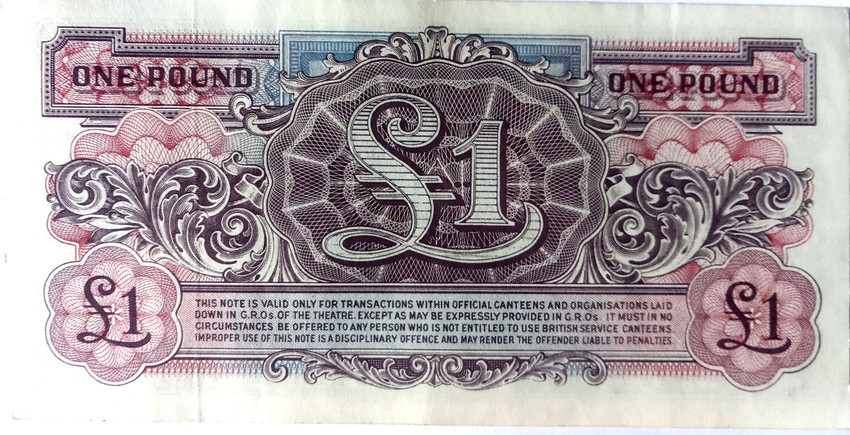 ONE POUND
ONE POUND
£1
£1
THIS NOTE IS VALID ONLY FOR TRANSACTIONS WITHIN OFFICIAL CANTEENS AND ORGANISATIONS LAID
DOWN IN G.R.Os. OF THE THEATRE. EXCEPT AS MAY BE EXPRESSLY PROVIDED IN G.R.Os. IT MUST IN NO
CIRCUMSTANCES BE OFFERED TO ANY PERSON WHO IS NOT ENTITLED TO USE BRITISH SERVICE CANTEENS.
IMPROPER USE OF THIS NOTE IS A DISCIPLINARY OFFENCE AND MAY RENDER THE OFFENDER LIABLE TO PENALTIES.
£1